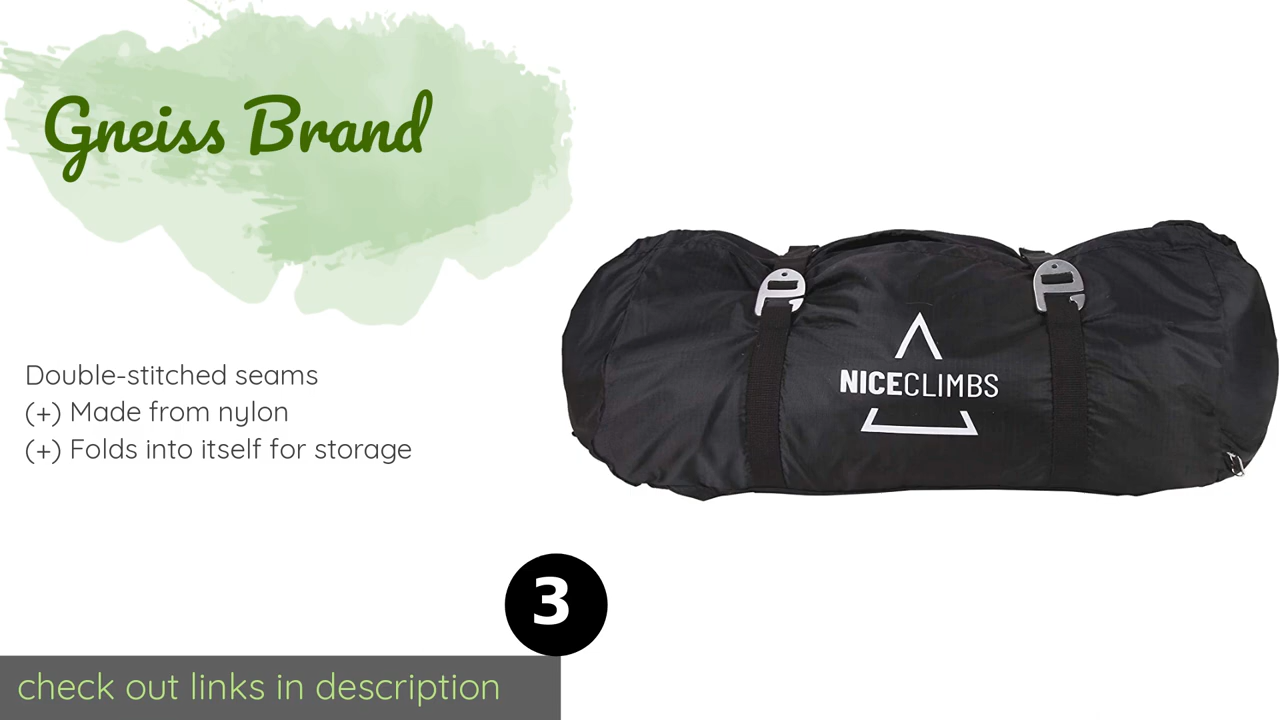 Gneiss Brand
Double-stitched seams
(+) Made from nylon
(+) Folds into itself for storage
NICECLIMBS
3
check out links in description